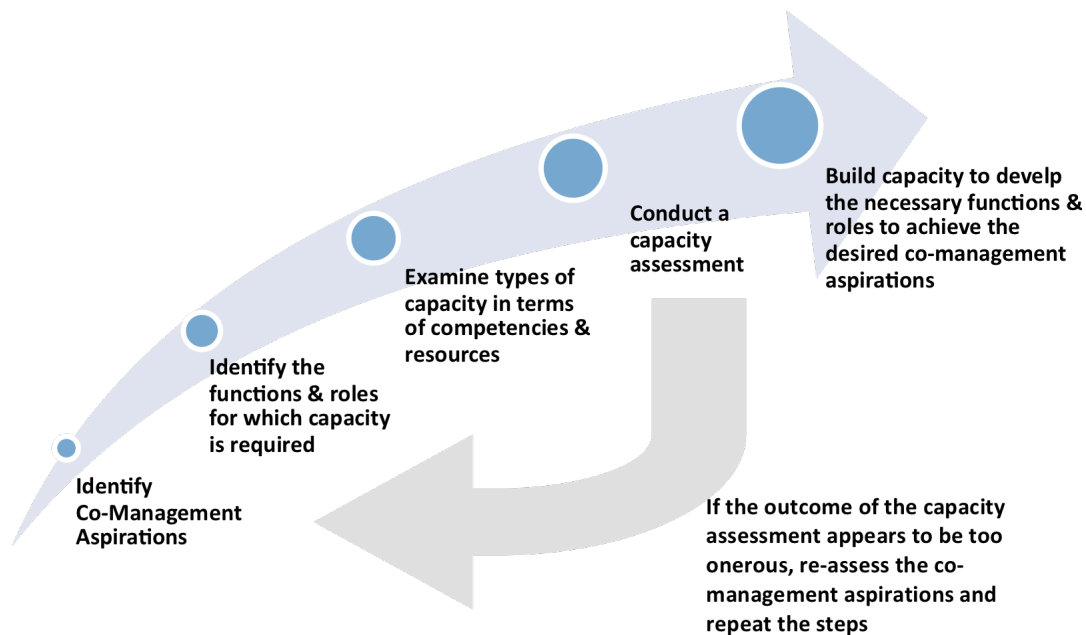 Identify
Co-Management
Aspirations
Identify the
functions & roles
for which capacity
is required
Examine types of
capacity in terms
of competencies &
resources
Conduct a
capacity
assessment
Build capacity to develp
the necessary functions &
roles to achieve the
desired co-management
aspirations
If the outcome of the capacity
assessment appears to be too
onerous, re-assess the co-
management aspirations and
repeat the steps